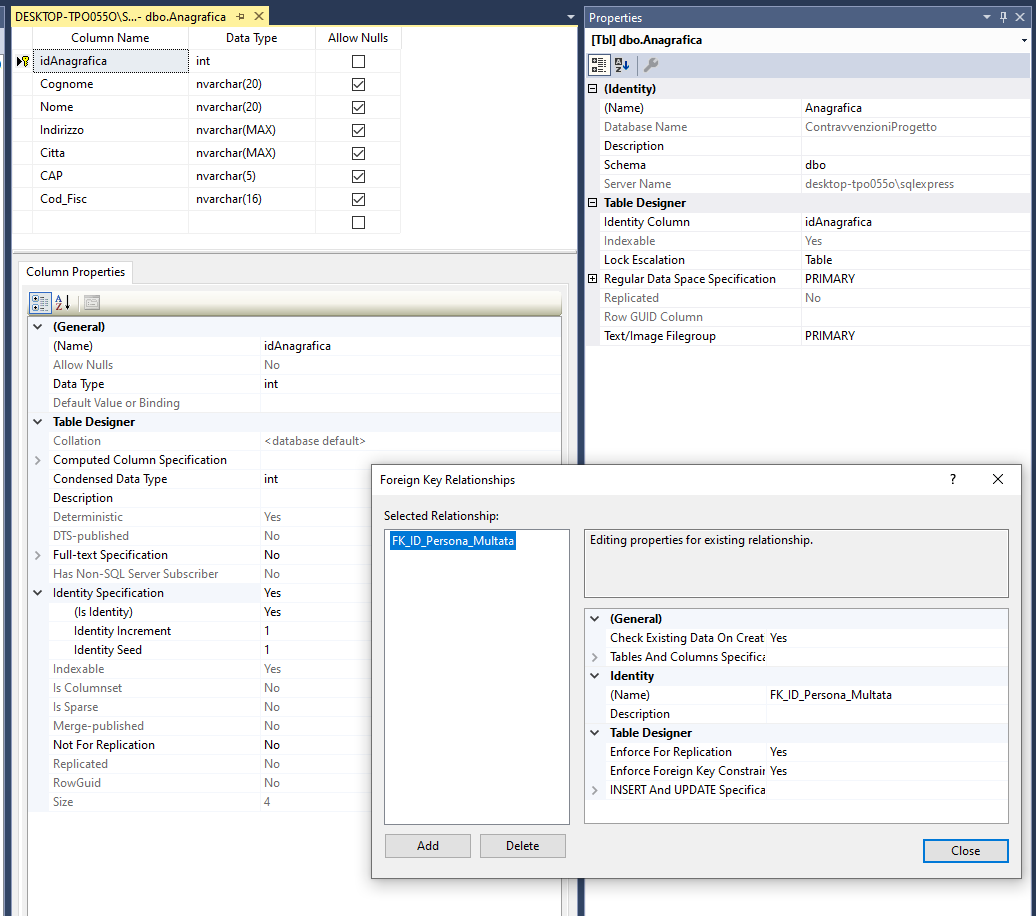 DESKTOP-TPO055O\S...- dbo.Anagrafica
Column Name Data Type Allow Nulls
idAnagrafica int
Cognome nvarchar(20)
Nome nvarchar(20)
Indirizzo nvarchar(MAX)
Citta nvarchar(MAX)
CAP nvarchar(5)
Cod_Fisc nvarchar(16)
Column Properties
(General)
(Name) idAnagrafica
Allow Nulls No
Data Type int
Default Value or Binding
Table Designer
Collation <database default>
Computed Column Specification
Condensed Data Type int
Description
Deterministic Yes
DTS-published No
Full-text Specification No
Has Non-SQL Server Subscriber No
Identity Specification Yes
(Is Identity) Yes
Identity Increment 1
Identity Seed 1
Indexable Yes
Is Columnset No
Is Sparse No
Merge-published No
Not For Replication No
Replicated No
RowGuid No
Size 4
Properties
[Tbl] dbo.Anagrafica
(Identity)
(Name) Anagrafica
Database Name ContravvenzioniProgetto
Description
Schema dbo
Server Name desktop-tpo055o\sqlexpress
Table Designer
Identity Column idAnagrafica
Indexable Yes
Lock Escalation Table
Regular Data Space Specification PRIMARY
Replicated No
Row GUID Column
Text/Image Filegroup PRIMARY
Foreign Key Relationships
Selected Relationship:
FK_ID_Persona_Multata
Editing properties for existing relationship.
(General)
Check Existing Data On Creat Yes
Tables And Columns Specifica
Identity
(Name) FK_ID_Persona_Multata
Description
Table Designer
Enforce For Replication Yes
Enforce Foreign Key Constrain Yes
INSERT And UPDATE Specifica
Add Delete
Close